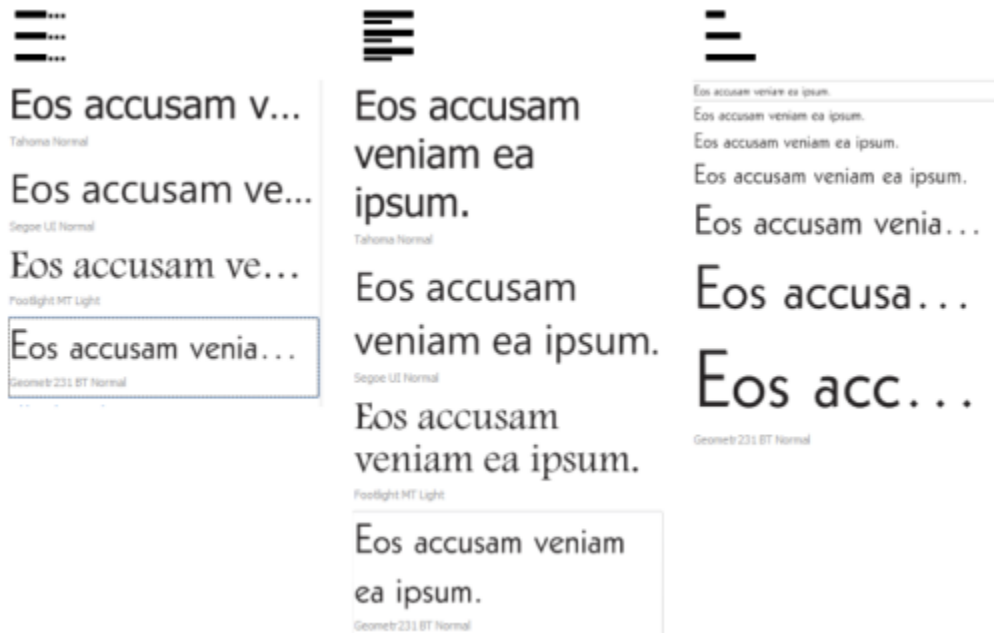 Eos accusam v...
Tahoma Normal
Eos accusam ve...
Segoe UI Normal
Eos accusam ve...
Footlight MT Light
Eos accusam venia...
Geometr231 BT Normal
Eos accusam
veniam ea
ipsum.
Tahoma Normal
Eos accusam
veniam ea ipsum.
Segoe UI Normal
Eos accusam
veniam ea ipsum.
Footlight MT Light
Eos accusam veniam
ea ipsum.
Geometr231 BT Normal
Eos accusam veniam ea ipsum.
Eos accusam veniam ea ipsum.
Eos accusam veniam ea ipsum.
Eos accusam veniam ea ipsum.
Eos accusam venia...
Eos accusa...
Eos acc...
Geometr231 BT Normal